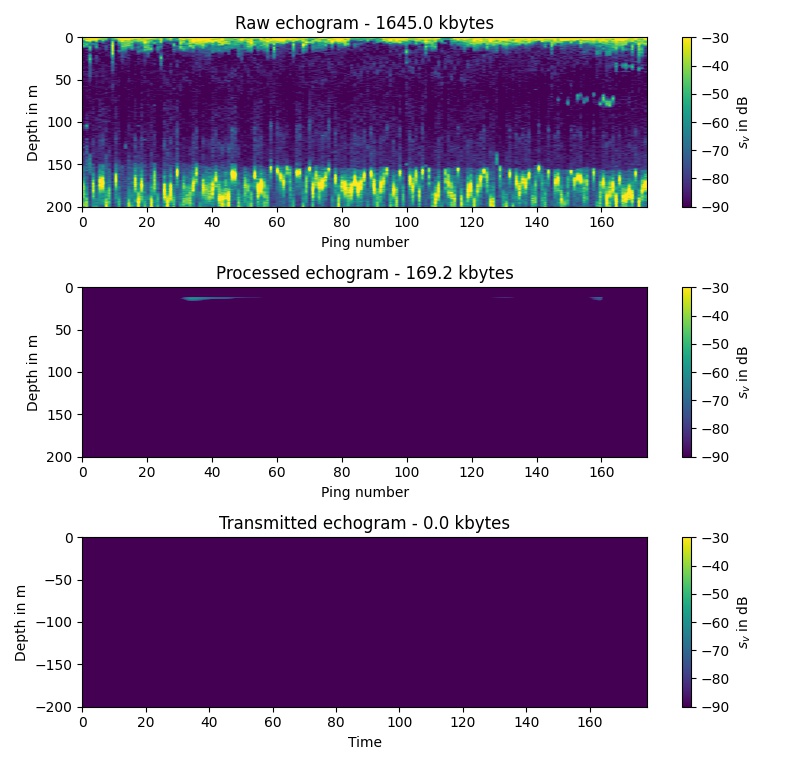 Raw echogram - 1645.0 kbytes
0
50
100
150
200
Depth in m
0 20 40 60 80 100 120 140 160
Ping number
−30
−40
−50
−60
−70
−80
−90
sv in dB
Processed echogram - 169.2 kbytes
0
50
100
150
200
Depth in m
0 20 40 60 80 100 120 140 160
Ping number
−30
−40
−50
−60
−70
−80
−90
sv in dB
Transmitted echogram - 0.0 kbytes
0
−50
−100
−150
−200
Depth in m
0 20 40 60 80 100 120 140 160
Time
−30
−40
−50
−60
−70
−80
−90
sv in dB